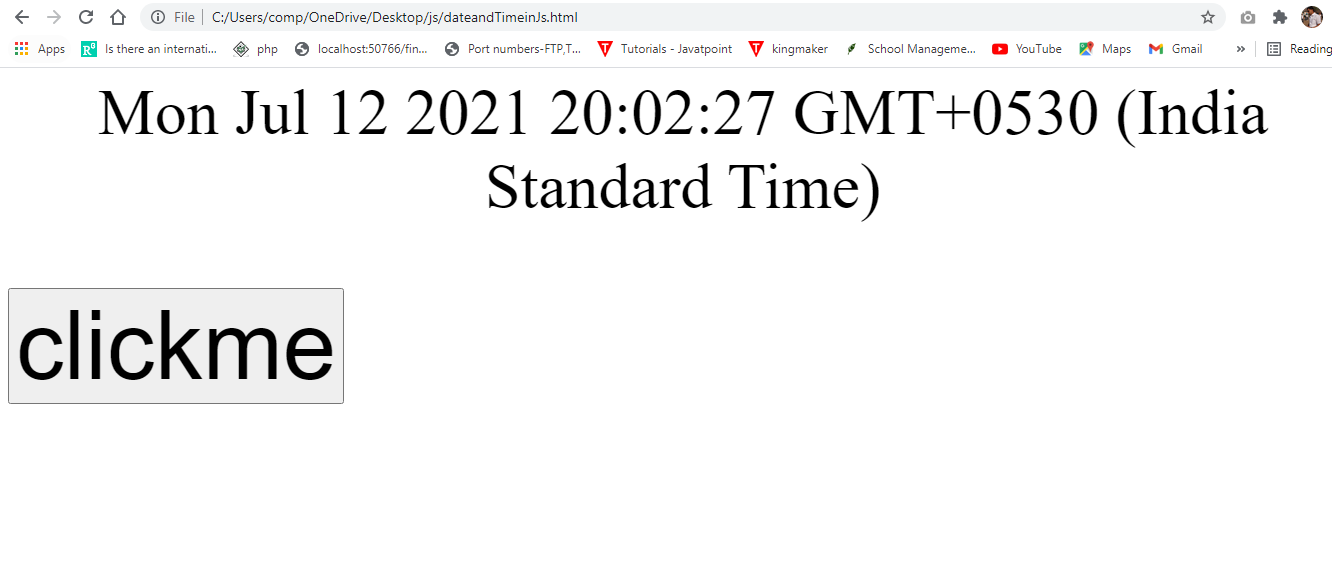 File C:/Users/comp/OneDrive/Desktop/js/dateandTimeinJs.html
Apps R⁶ Is there an internati... php localhost:50766/fin... Port numbers-FTP,T... T Tutorials - Javatpoint T kingmaker School Manageme... YouTube Maps Gmail » Reading
Mon Jul 12 2021 20:02:27 GMT+0530 (India
Standard Time)
clickme